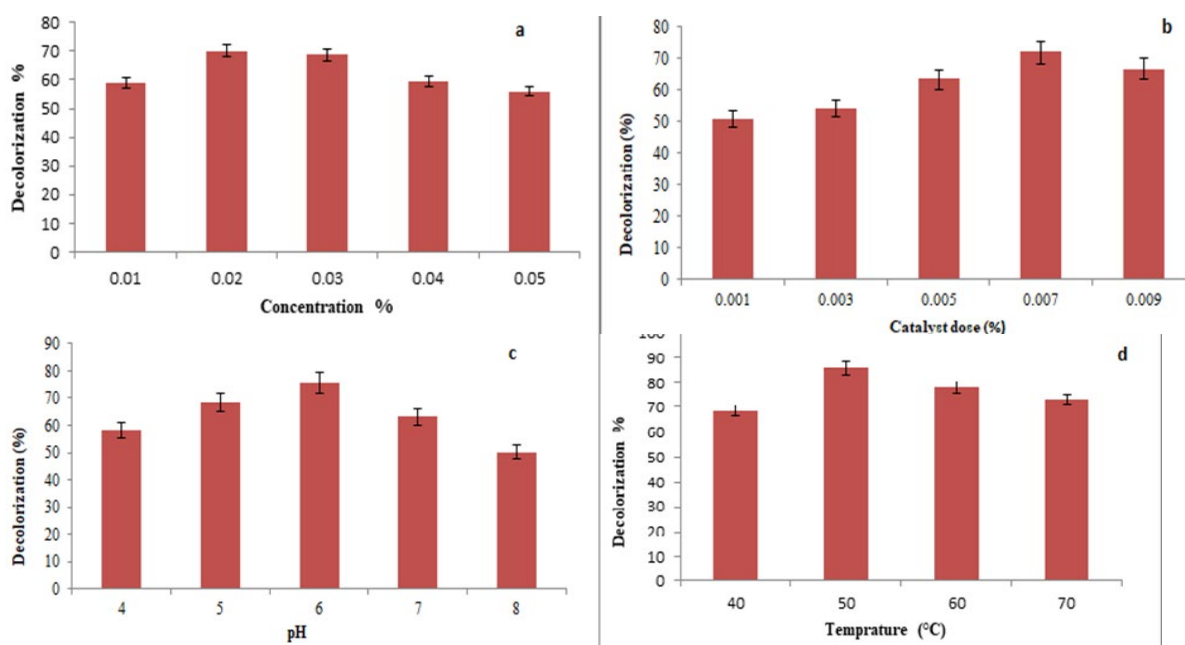 a
80
70
60
50
40
30
20
10
0
Decolorization %
0.01 0.02 0.03 0.04 0.05
Concentration %
b
80
70
60
50
40
30
20
10
0
Decolorization (%)
0.001 0.003 0.005 0.007 0.009
Catalyst dose (%)
c
90
80
70
60
50
40
30
20
10
0
Decolorization (%)
4 5 6 7 8
pH
d
100
90
80
70
60
50
40
30
20
10
0
Decolorization %
40 50 60 70
Temprature (°C)